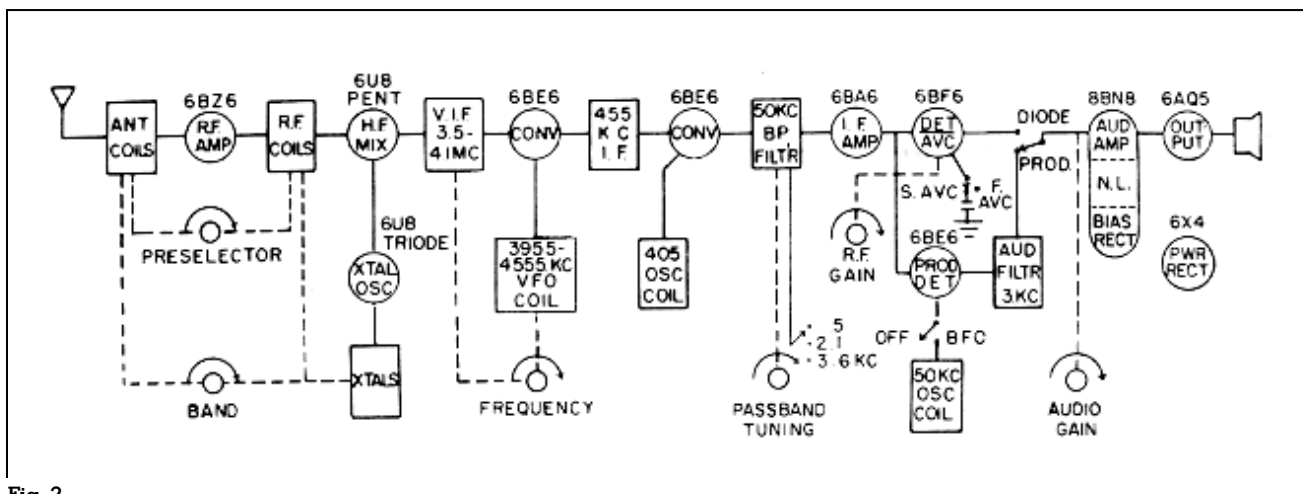 6BZ6
6U8
PENT
6BE6
6BE6
6BA6
6BF6
8BN8
6AQ5
ANT
COILS
R.F.
AMP
R.F.
COILS
H.F.
MIX
V.I.F.
3.5-
4.1MC
CONV
455
KC
I.F.
CONV
50KC
BP
FILTR
I.F.
AMP
DET
AVC
DIODE
PROD.
AUD
AMP
N.L.
BIAS
RECT
OUT
PUT
S. AVC
F.
AVC
PRESELECTOR
6U8
TRIODE
XTAL
OSC
3955-
4555 KC
VFO
COIL
405
OSC
COIL
R.F.
GAIN
6BE6
PROD
DET
AUD
FILTR
3KC
6X4
PWR
RECT
.5
2.1
3.6 KC
OFF
BFO
XTALS
BAND
FREQUENCY
PASSBAND
TUNING
50KC
OSC
COIL
AUDIO
GAIN